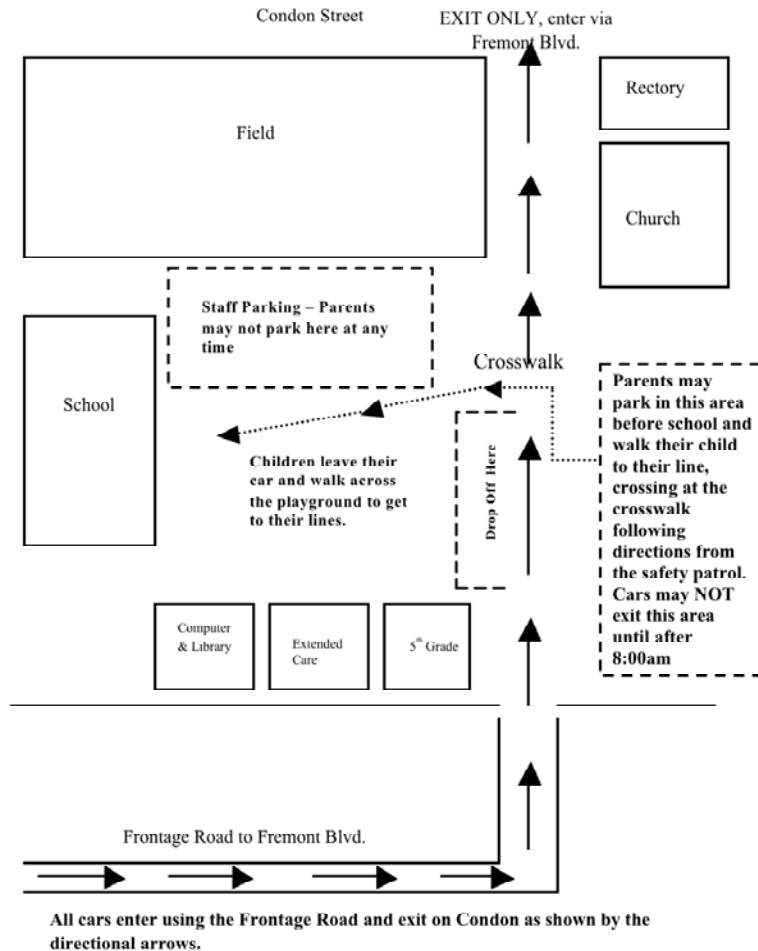 Condon Street
EXIT ONLY, enter via
Fremont Blvd.
Rectory
Field
Church
Staff Parking – Parents
may not park here at any
time
Crosswalk
School
Parents may
park in this area
before school and
walk their child
to their line,
crossing at the
crosswalk
following
directions from
the safety patrol.
Cars may NOT
exit this area
until after
8:00am
Children leave their
car and walk across
the playground to get
to their lines.
Drop Off Here
Computer
& Library
Extended
Care
5th Grade
Frontage Road to Fremont Blvd.
All cars enter using the Frontage Road and exit on Condon as shown by the
directional arrows.